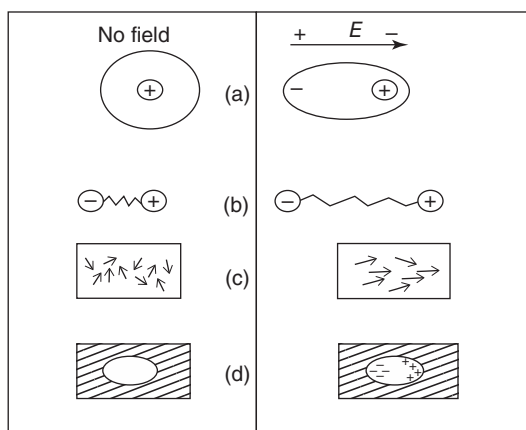 No field
+ E −
+
(a)
− +
− +
(b)
− +
(c)
(d)
− − − − − + + + + +